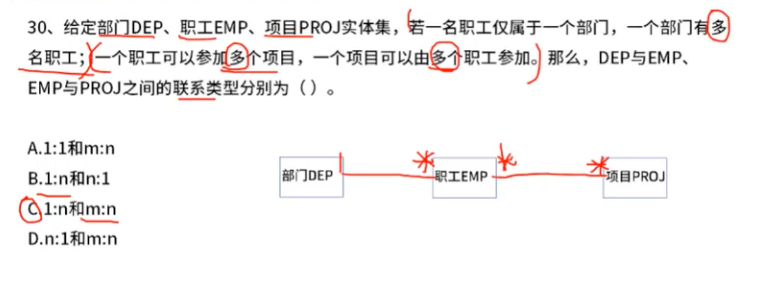 30、给定部门DEP、职工EMP、项目PROJ实体集，若一名职工仅属于一个部门，一个部门有多
名职工；一个职工可以参加多个项目，一个项目可以由多个职工参加。那么，DEP与EMP、
EMP与PROJ之间的联系类型分别为（）。
A.1:1和m:n
B.1:n和n:1
C.1:n和m:n
D.n:1和m:n
部门DEP 1 * 职工EMP * * 项目PROJ